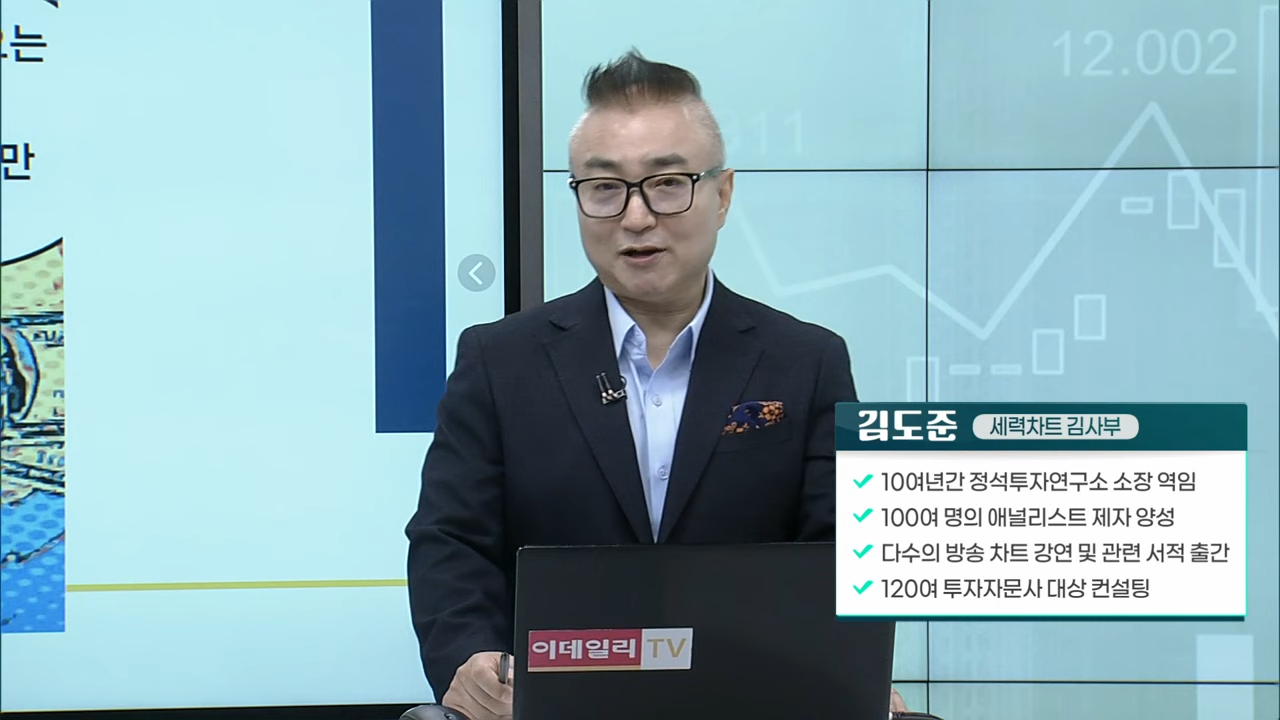 는
만
12.002
김도준 세력차트 김사부
10여년간 정석투자연구소 소장 역임
100여 명의 애널리스트 제자 양성
다수의 방송 차트 강연 및 관련 서적 출간
120여 투자자문사 대상 컨설팅
이데일리 TV